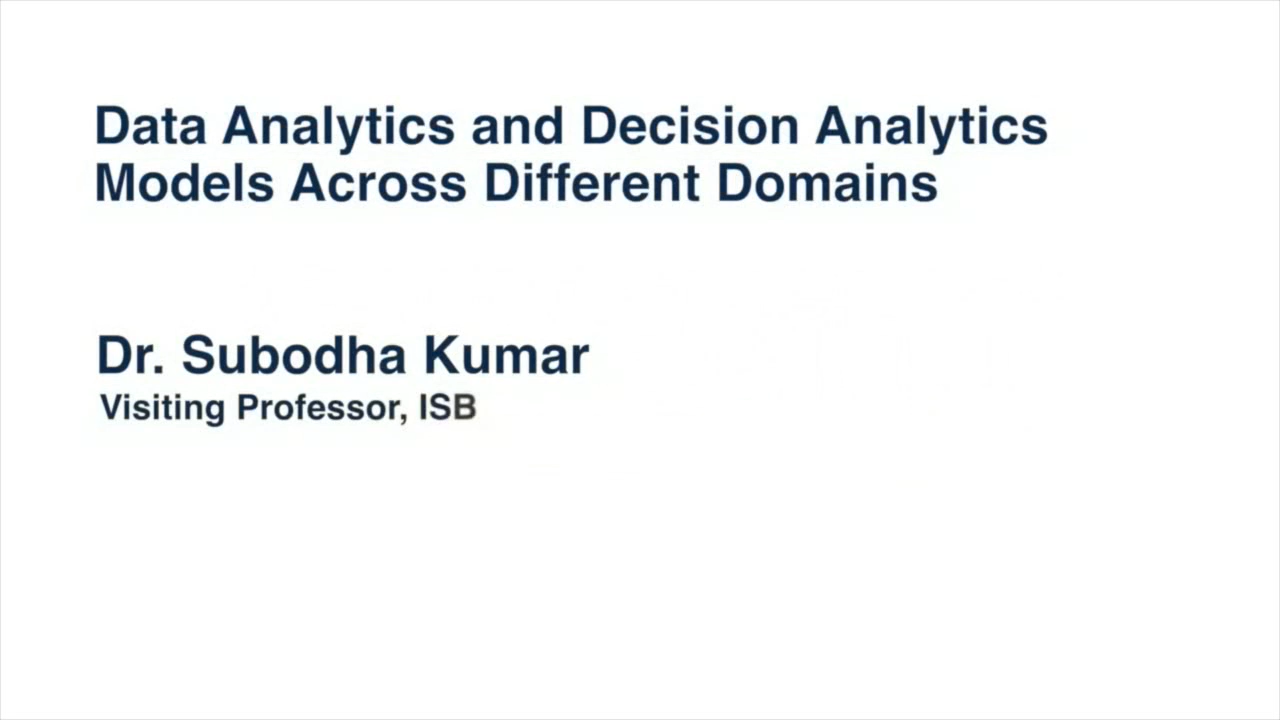 Data Analytics and Decision Analytics
Models Across Different Domains
Dr. Subodha Kumar
Visiting Professor, ISB